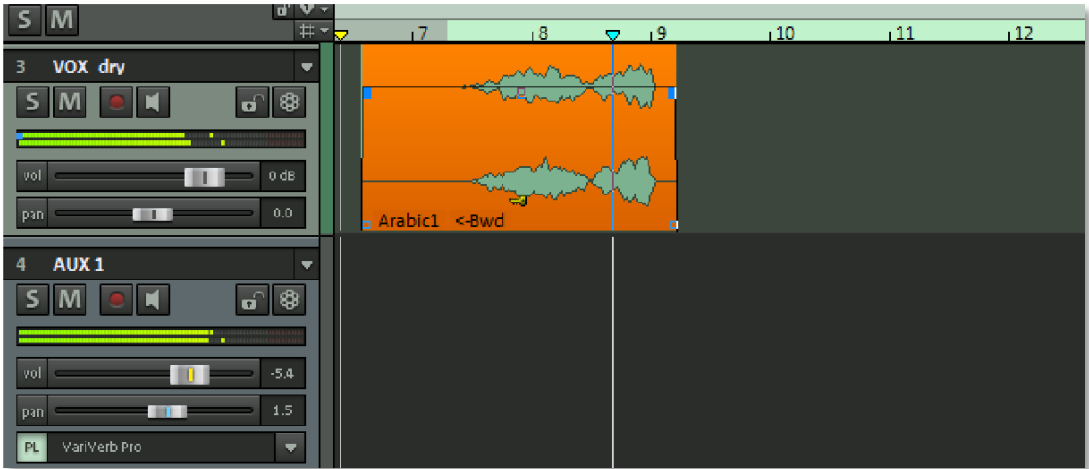 S M
7 8 9 10 11 12
3 VOX dry
S M
vol 0 dB
pan 0.0
Arabic1 <-Bwd
4 AUX 1
S M
vol -5.4
pan 1.5
PL VariVerb Pro